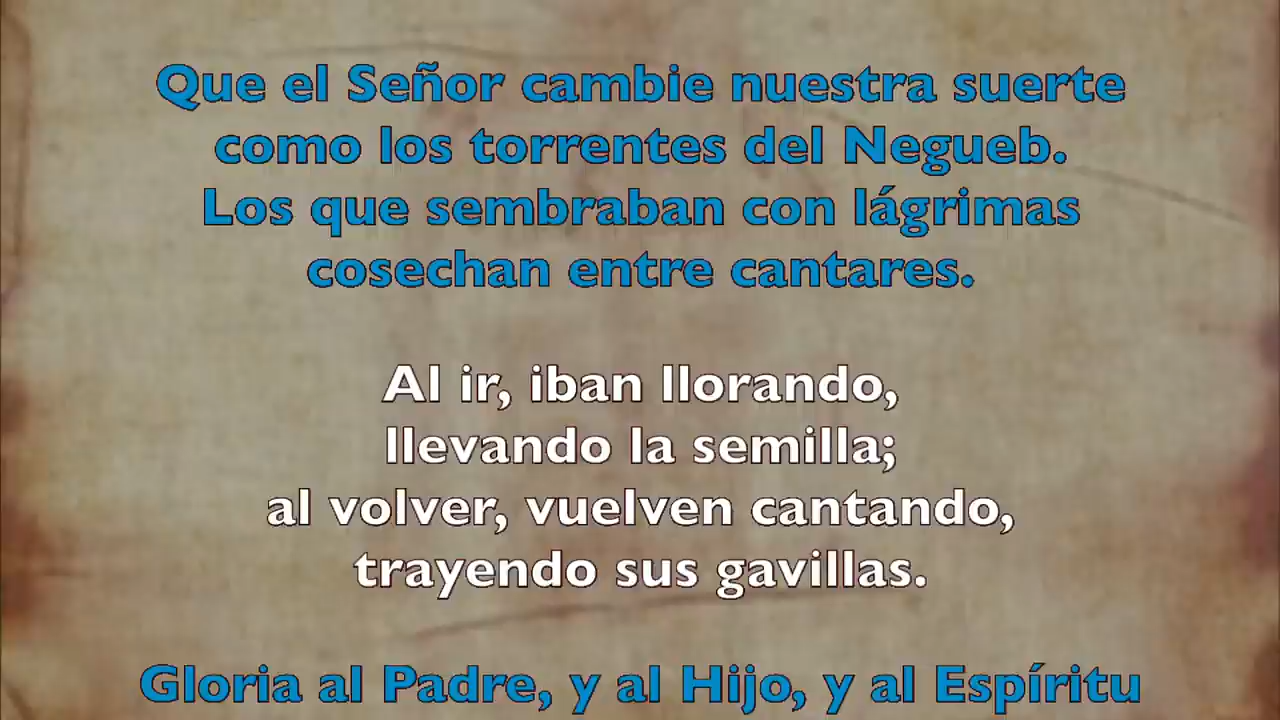 Que el Señor cambie nuestra suerte
como los torrentes del Negueb.
Los que sembraban con lágrimas
cosechan entre cantares.
Al ir, iban llorando,
llevando la semilla;
al volver, vuelven cantando,
trayendo sus gavillas.
Gloria al Padre, y al Hijo, y al Espíritu